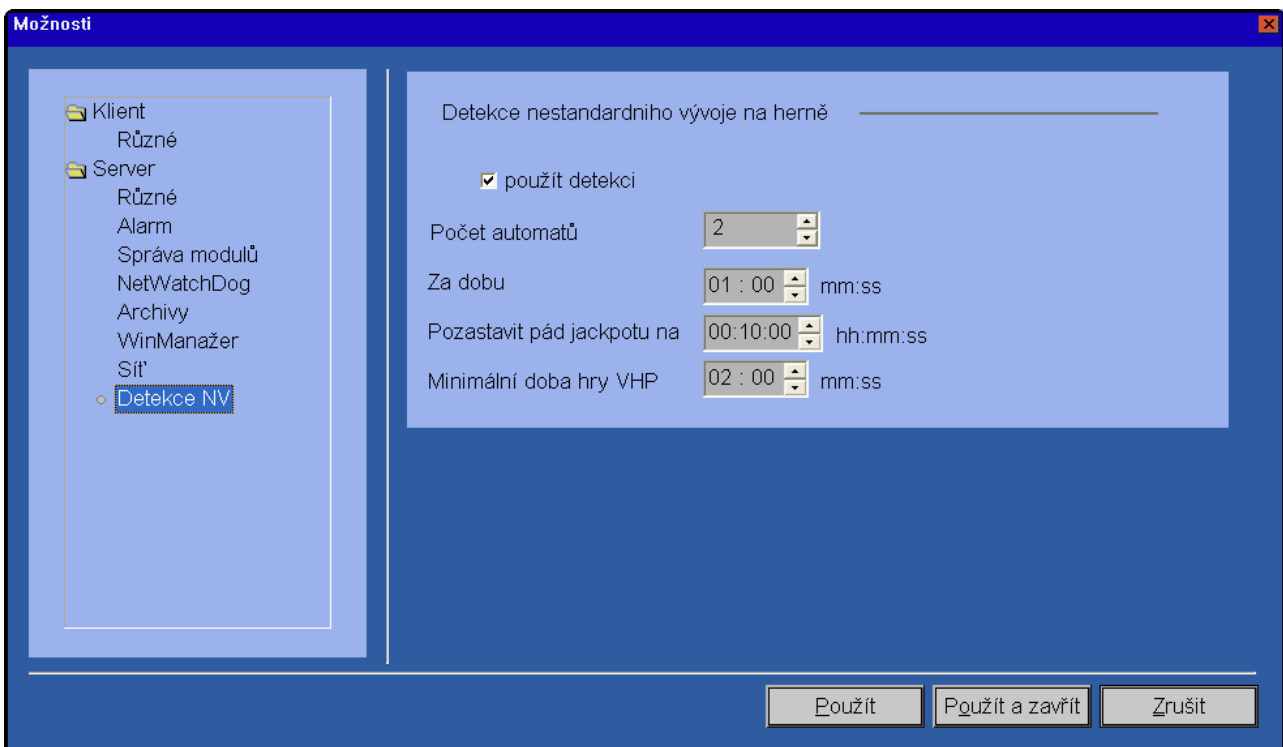 Možnosti
Klient
Různé
Server
Různé
Alarm
Správa modulů
NetWatchDog
Archivy
WinManažer
Síť
Detekce NV
Detekce nestandardniho vývoje na herně
použít detekci
Počet automatů 2
Za dobu 01 : 00 mm:ss
Pozastavit pád jackpotu na 00:10:00 hh:mm:ss
Minimální doba hry VHP 02 : 00 mm:ss
Použít Použít a zavřít Zrušit